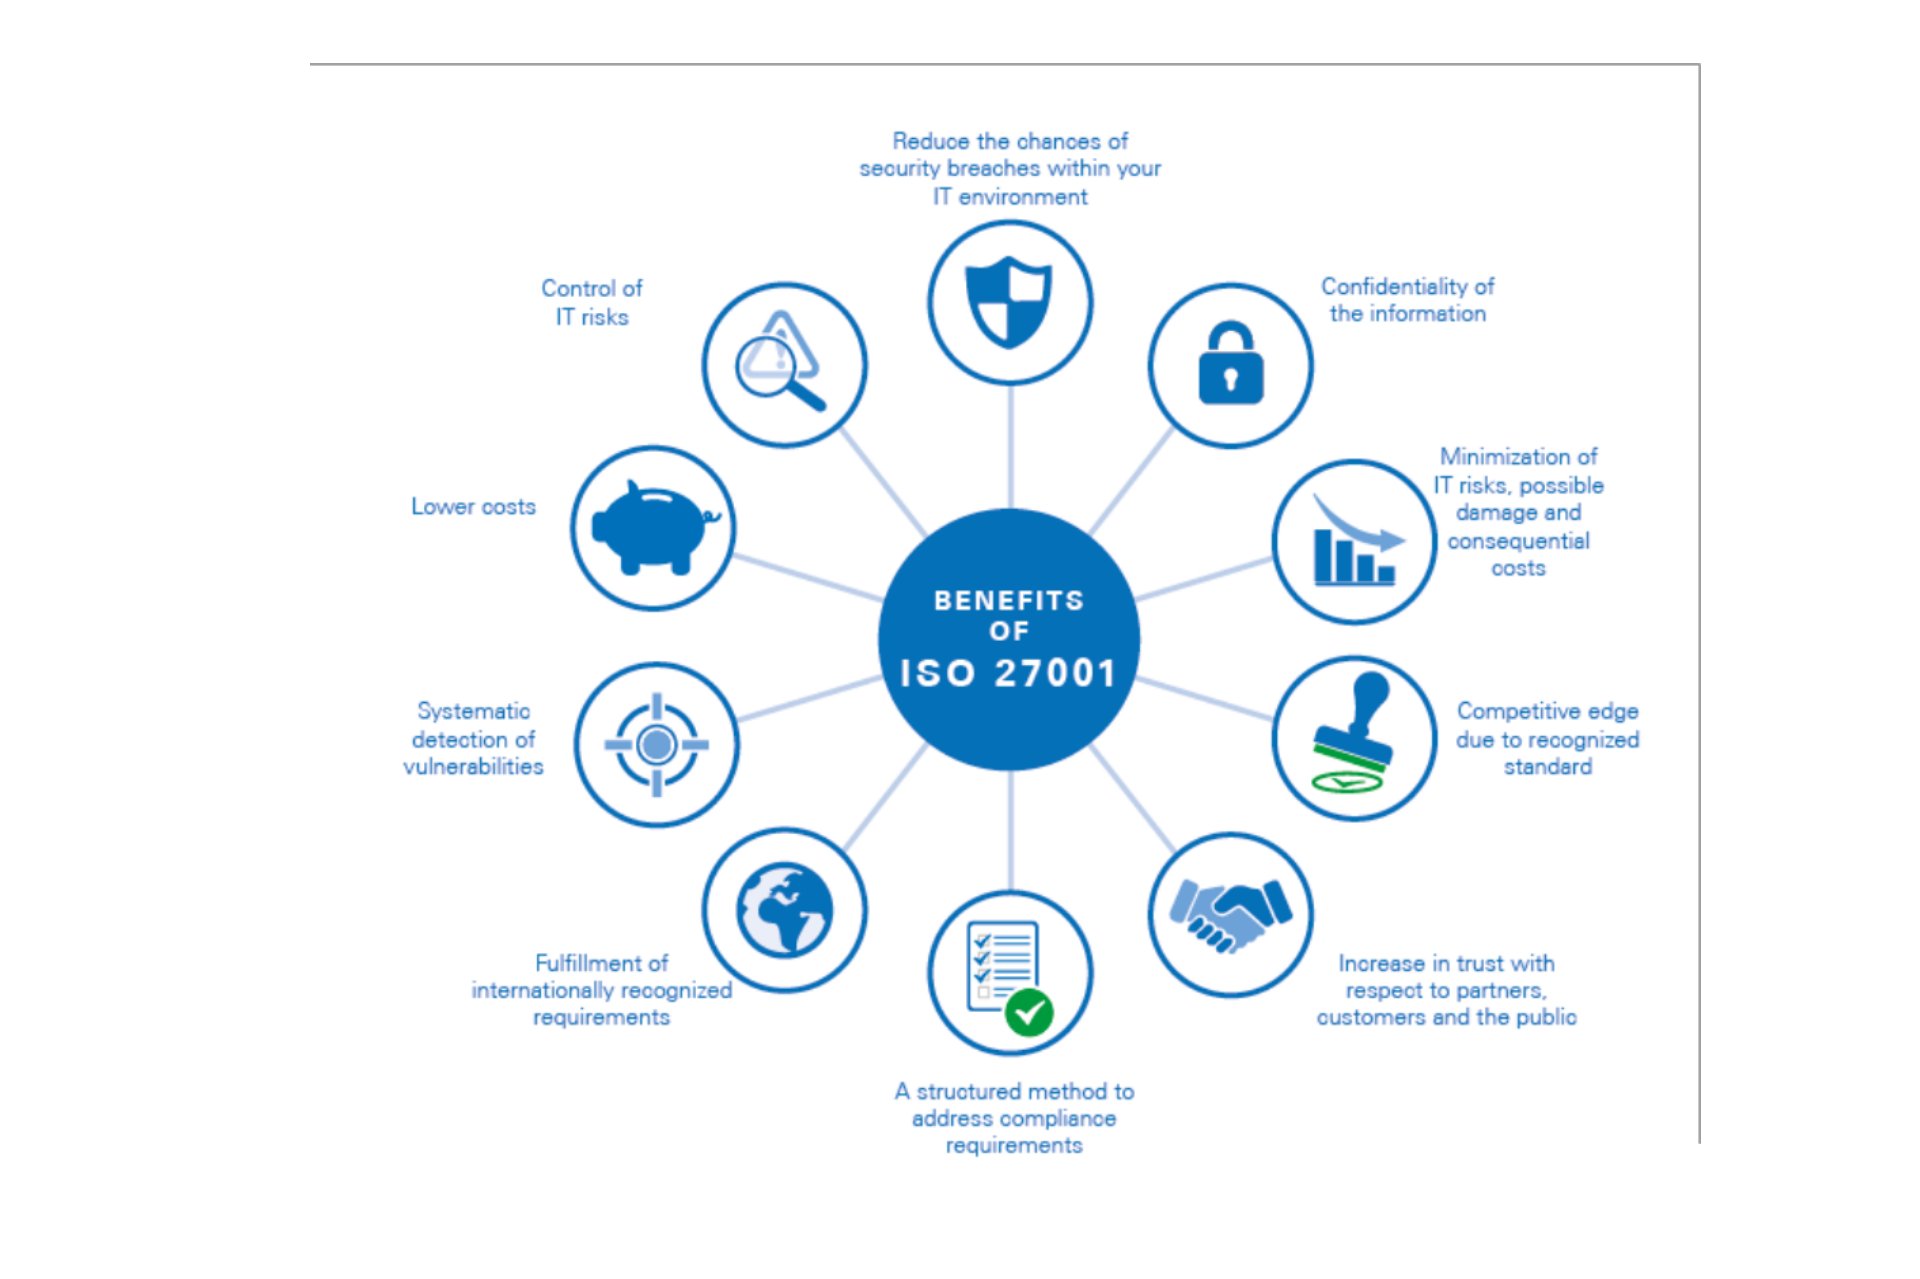 Reduce the chances of
security breaches within your
IT environment
Control of
IT risks
Confidentiality of
the information
Lower costs
Minimization of
IT risks, possible
damage and
consequential
costs
BENEFITS
OF
ISO 27001
Systematic
detection of
vulnerabilities
Competitive edge
due to recognized
standard
Fulfillment of
internationally recognized
requirements
Increase in trust with
respect to partners,
customers and the public
A structured method to
address compliance
requirements